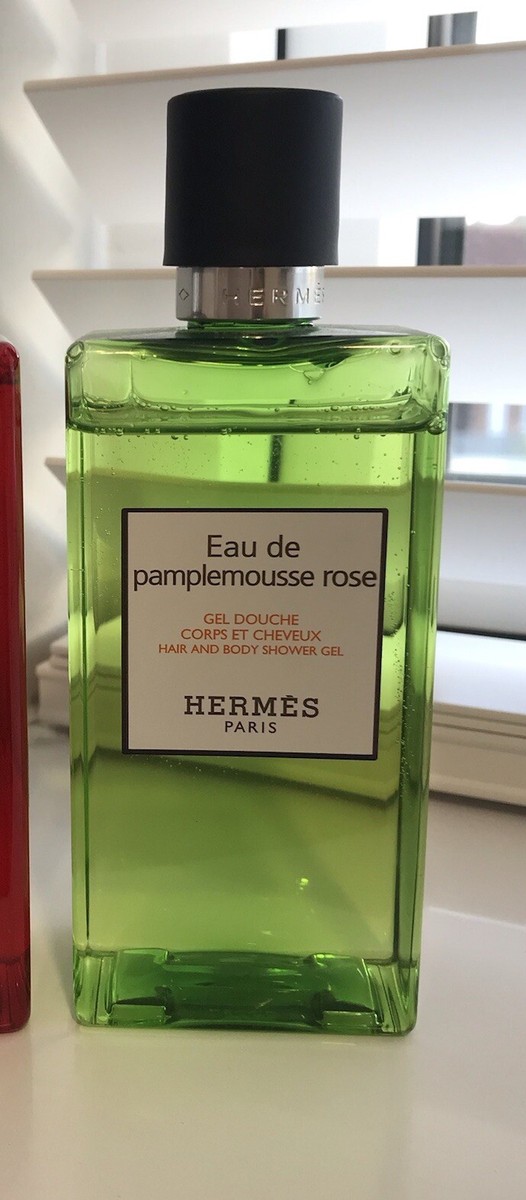 HERMÈS
Eau de
pamplemousse rose
GEL DOUCHE
CORPS ET CHEVEUX
HAIR AND BODY SHOWER GEL
HERMÈS
PARIS